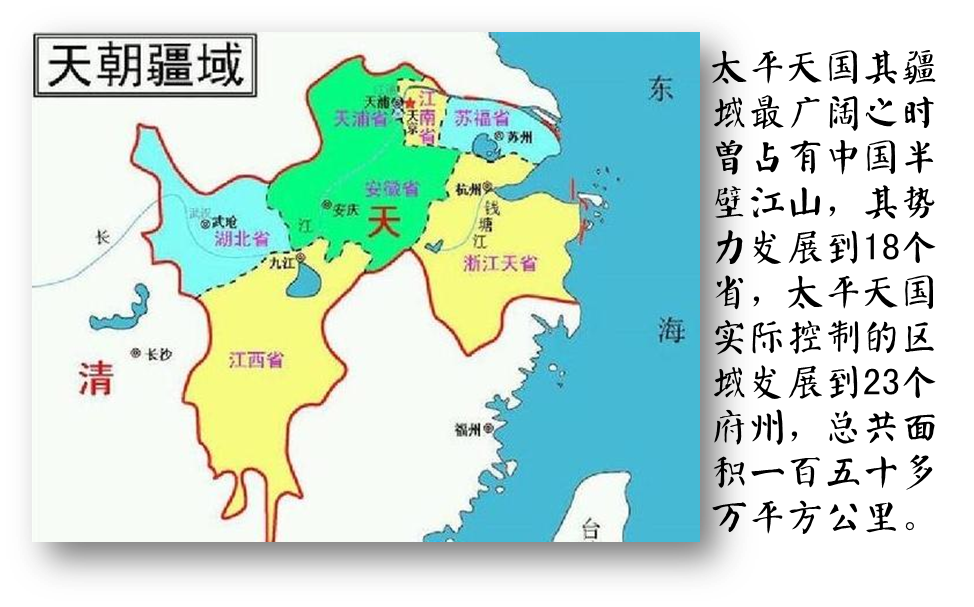 天朝疆域
东
天浦
江南省
天京
天浦省
苏福省
苏州
杭州
安徽省
安庆
天
钱塘江
武汉
武昌
湖北省
江
长
九江
浙江天省
海
长沙
清
江西省
福州
台
太平天国其疆
域最广阔之时
曾占有中国半
壁江山，其势
力发展到18个
省，太平天国
实际控制的区
域发展到23个
府州，总共面
积一百五十多
万平方公里。